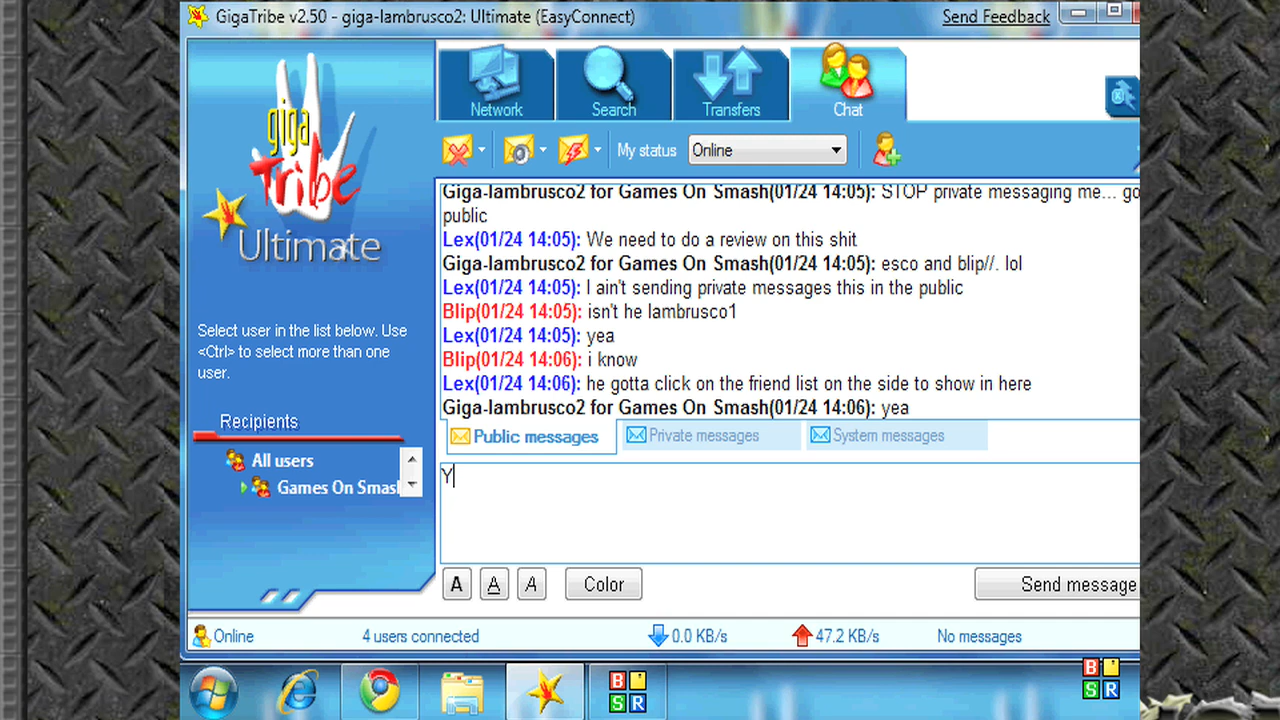 GigaTribe v2.50 - giga-lambrusco2: Ultimate (EasyConnect)
Send Feedback
giga
Tribe
Ultimate
Network
Search
Transfers
Chat
My status
Online
Giga-lambrusco2 for Games On Smash(01/24 14:05): STOP private messaging me... go
public
Lex(01/24 14:05): We need to do a review on this shit
Giga-lambrusco2 for Games On Smash(01/24 14:05): esco and blip//. lol
Lex(01/24 14:05): I ain't sending private messages this in the public
Blip(01/24 14:05): isn't he lambrusco1
Lex(01/24 14:05): yea
Blip(01/24 14:06): i know
Lex(01/24 14:06): he gotta click on the friend list on the side to show in here
Giga-lambrusco2 for Games On Smash(01/24 14:06): yea
Select user in the list below. Use
<Ctrl> to select more than one
user.
Recipients
All users
Games On Smash
Public messages
Private messages
System messages
Y
A
A
A
Color
Send message
Online
4 users connected
0.0 KB/s
47.2 KB/s
No messages
B
S R
B
S R